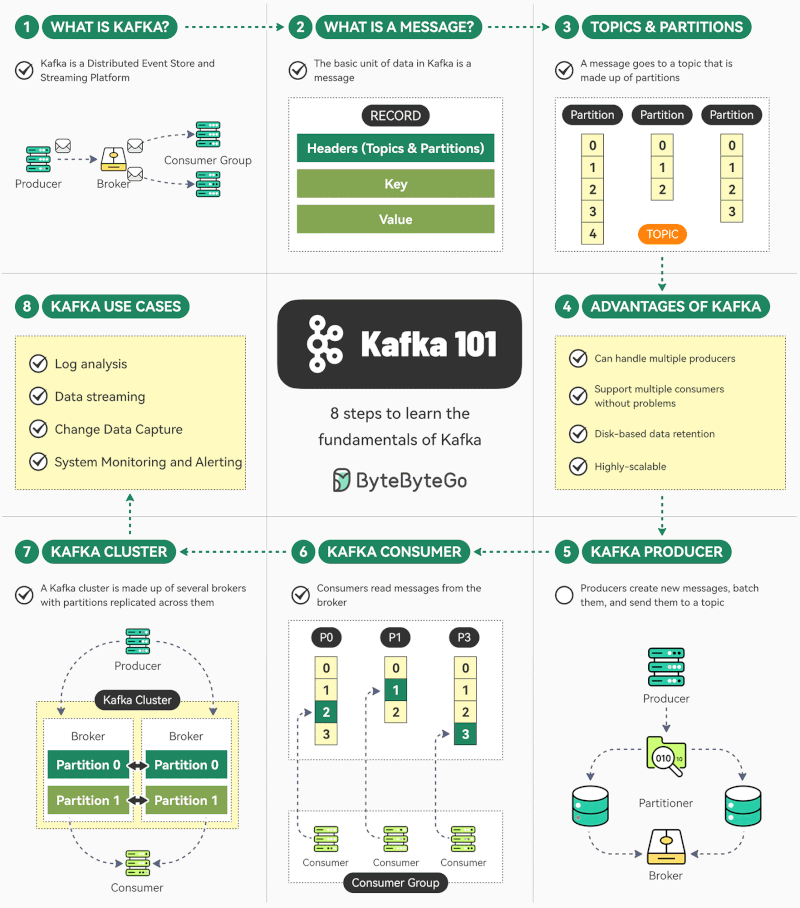 1 WHAT IS KAFKA?
Kafka is a Distributed Event Store and
Streaming Platform
Producer
Broker
Consumer Group
2 WHAT IS A MESSAGE?
The basic unit of data in Kafka is a
message
RECORD
Headers (Topics & Partitions)
Key
Value
3 TOPICS & PARTITIONS
A message goes to a topic that is
made up of partitions
Partition Partition Partition
0 0 0
1 1 1
2 2 2
3 3
4
TOPIC
8 KAFKA USE CASES
Log analysis
Data streaming
Change Data Capture
System Monitoring and Alerting
Kafka 101
8 steps to learn the
fundamentals of Kafka
ByteByteGo
4 ADVANTAGES OF KAFKA
Can handle multiple producers
Support multiple consumers
without problems
Disk-based data retention
Highly-scalable
7 KAFKA CLUSTER
A Kafka cluster is made up of several brokers
with partitions replicated across them
Producer
Kafka Cluster
Broker Broker
Partition 0 Partition 0
Partition 1 Partition 1
Consumer
6 KAFKA CONSUMER
Consumers read messages from the
broker
P0 P1 P3
0 0 0
1 1 1
2 2 2
3 3
Consumer Consumer Consumer
Consumer Group
5 KAFKA PRODUCER
Producers create new messages, batch
them, and send them to a topic
Producer
010 10
Partitioner
Broker